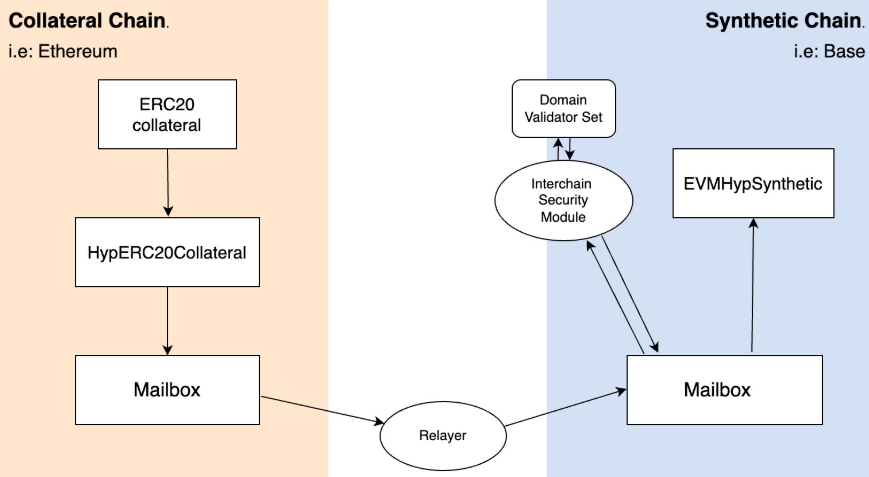 Collateral Chain.
i.e: Ethereum
ERC20
collateral
HypERC20Collateral
Mailbox
Relayer
Synthetic Chain.
i.e: Base
Domain
Validator Set
Interchain
Security
Module
EVMHypSynthetic
Mailbox